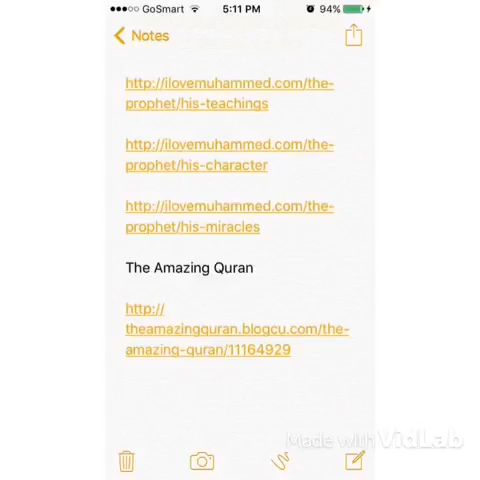 GoSmart 5:11 PM 94%
Notes
http://ilovemuhammed.com/the-
prophet/his-teachings
http://ilovemuhammed.com/the-
prophet/his-character
http://ilovemuhammed.com/the-
prophet/his-miracles
The Amazing Quran
http://
theamazingquran.blogcu.com/the-
amazing-quran/11164929
Made with VidLab